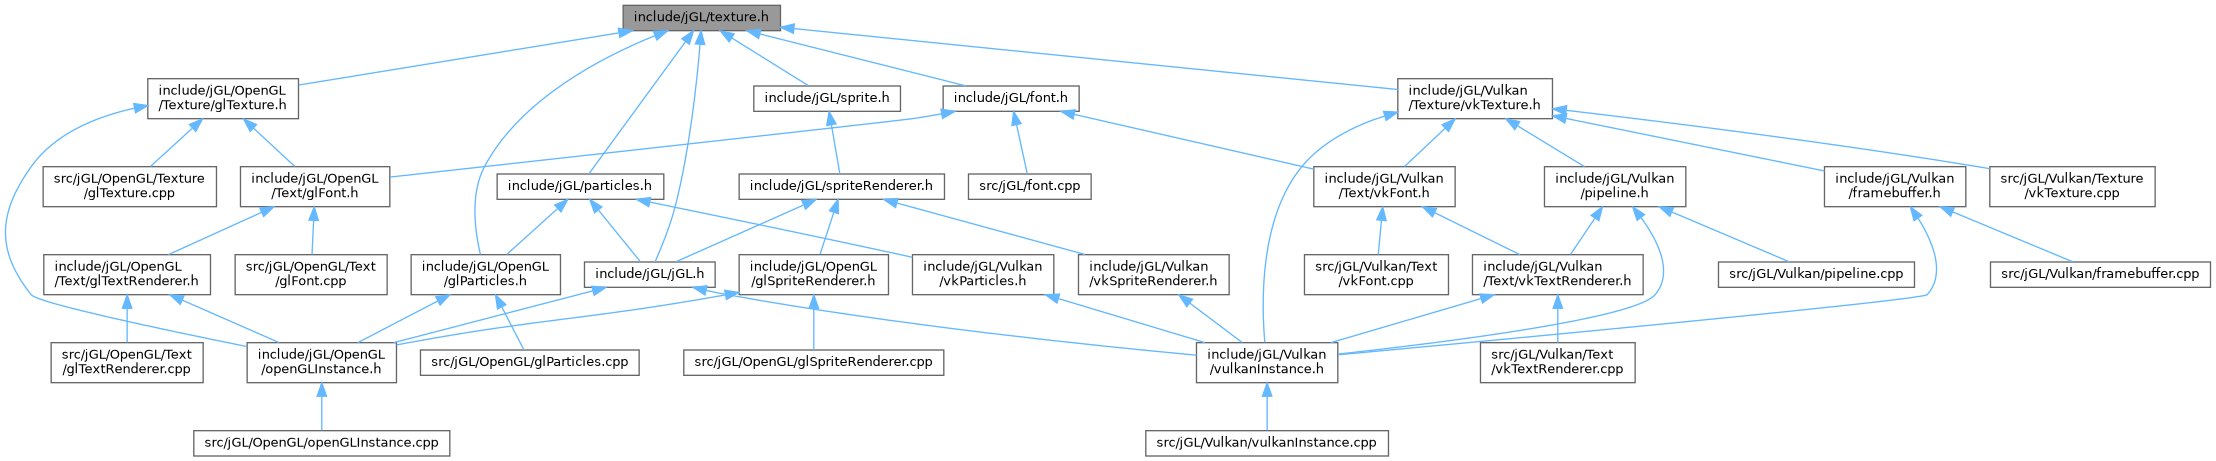 include/jGL/texture.h
include/jGL/OpenGL
/Texture/glTexture.h
include/jGL/sprite.h
include/jGL/font.h
include/jGL/Vulkan
/Texture/vkTexture.h
src/jGL/OpenGL/Texture
/glTexture.cpp
include/jGL/OpenGL
/Text/glFont.h
include/jGL/particles.h
include/jGL/spriteRenderer.h
src/jGL/font.cpp
include/jGL/Vulkan
/Text/vkFont.h
include/jGL/Vulkan
/pipeline.h
include/jGL/Vulkan
/framebuffer.h
src/jGL/Vulkan/Texture
/vkTexture.cpp
include/jGL/OpenGL
/Text/glTextRenderer.h
src/jGL/OpenGL/Text
/glFont.cpp
include/jGL/OpenGL
/glParticles.h
include/jGL/jGL.h
include/jGL/OpenGL
/glSpriteRenderer.h
include/jGL/Vulkan
/vkParticles.h
include/jGL/Vulkan
/vkSpriteRenderer.h
src/jGL/Vulkan/Text
/vkFont.cpp
include/jGL/Vulkan
/Text/vkTextRenderer.h
src/jGL/Vulkan/pipeline.cpp
src/jGL/Vulkan/framebuffer.cpp
src/jGL/OpenGL/Text
/glTextRenderer.cpp
include/jGL/OpenGL
/openGLInstance.h
src/jGL/OpenGL/glParticles.cpp
src/jGL/OpenGL/glSpriteRenderer.cpp
include/jGL/Vulkan
/vulkanInstance.h
src/jGL/Vulkan/Text
/vkTextRenderer.cpp
src/jGL/OpenGL/openGLInstance.cpp
src/jGL/Vulkan/vulkanInstance.cpp